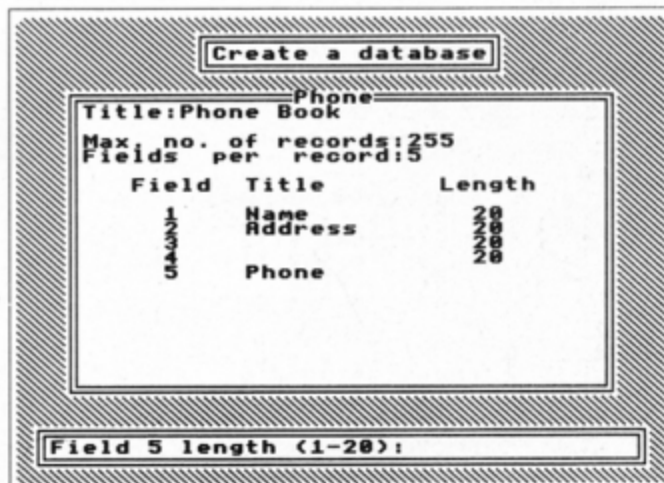 Create a database
Phone
Title:Phone Book
Max. no. of records:255
Fields per record:5
Field Title Length
1 Name 20
2 Address 20
3 20
4 20
5 Phone
Field 5 length (1-20):